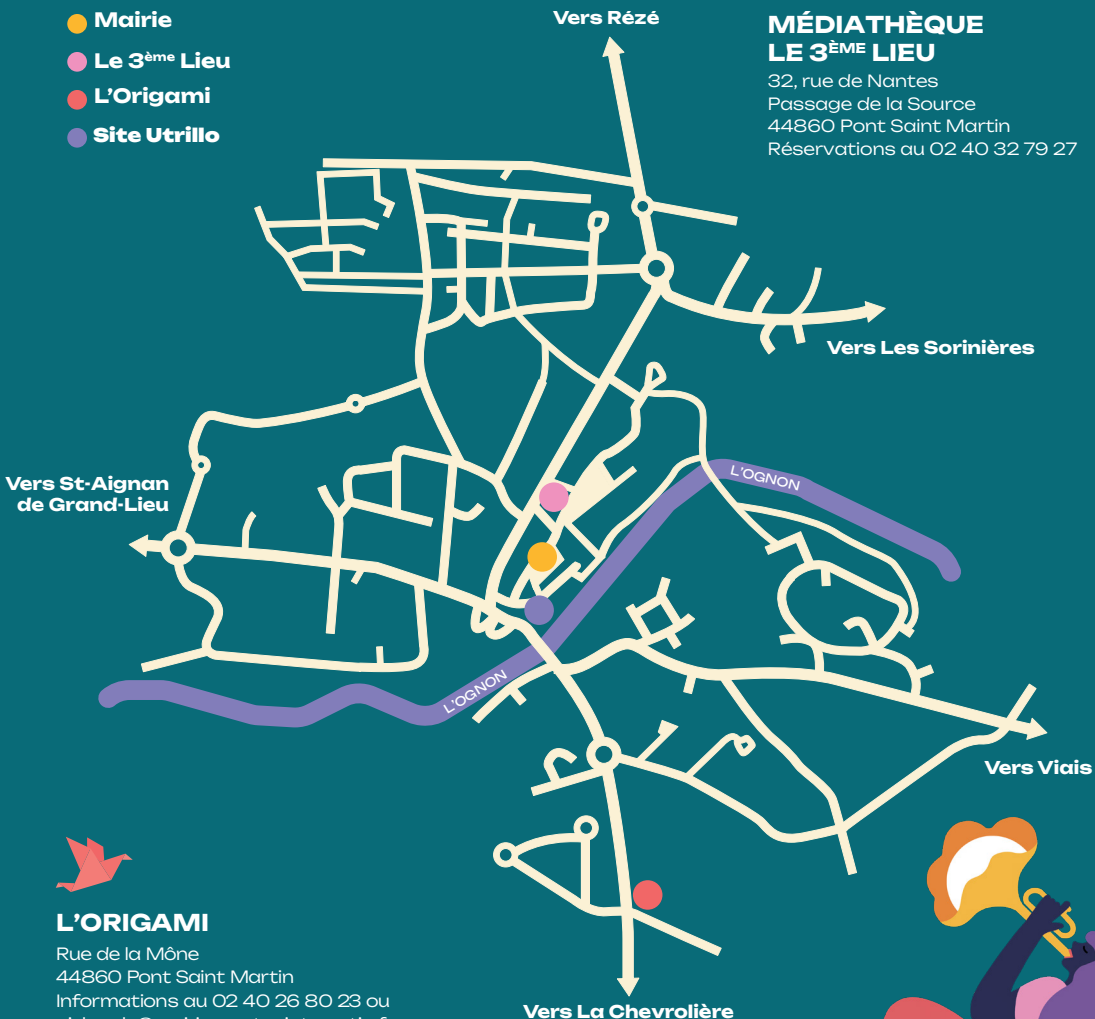 Mairie
Le 3ème Lieu
L'Origami
Site Utrillo
Vers Rézé
MÉDIATHÈQUE
LE 3ÈME LIEU
32, rue de Nantes
Passage de la Source
44860 Pont Saint Martin
Réservations au 02 40 32 79 27
Vers Les Sorinières
Vers St-Aignan
de Grand-Lieu
L'OGNON
L'OGNON
Vers Viais
L'ORIGAMI
Rue de la Mône
44860 Pont Saint Martin
Informations au 02 40 26 80 23 ou
Vers La Chevrolière